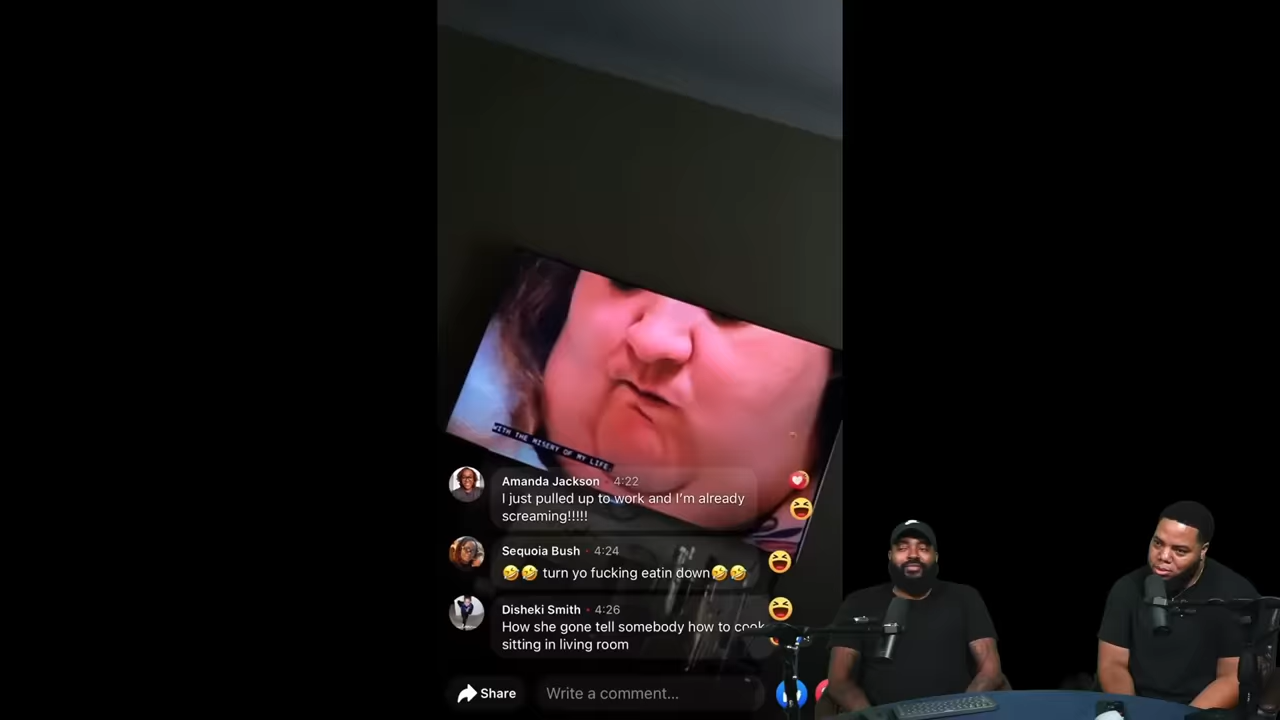 WITH THE MISERY OF MY LIFE
Amanda Jackson · 4:22
I just pulled up to work and I'm already
screaming!!!!!
Sequoia Bush · 4:24
🤣🤣 turn yo fucking eatin down🤣🤣
Disheki Smith · 4:26
How she gone tell somebody how to cook
sitting in living room
Share
Write a comment...